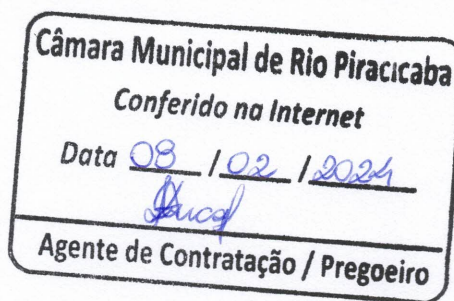 Câmara Municipal de Rio Piracicaba
Conferido na Internet
Data 08 / 02 / 2024
Agente de Contratação / Pregoeiro